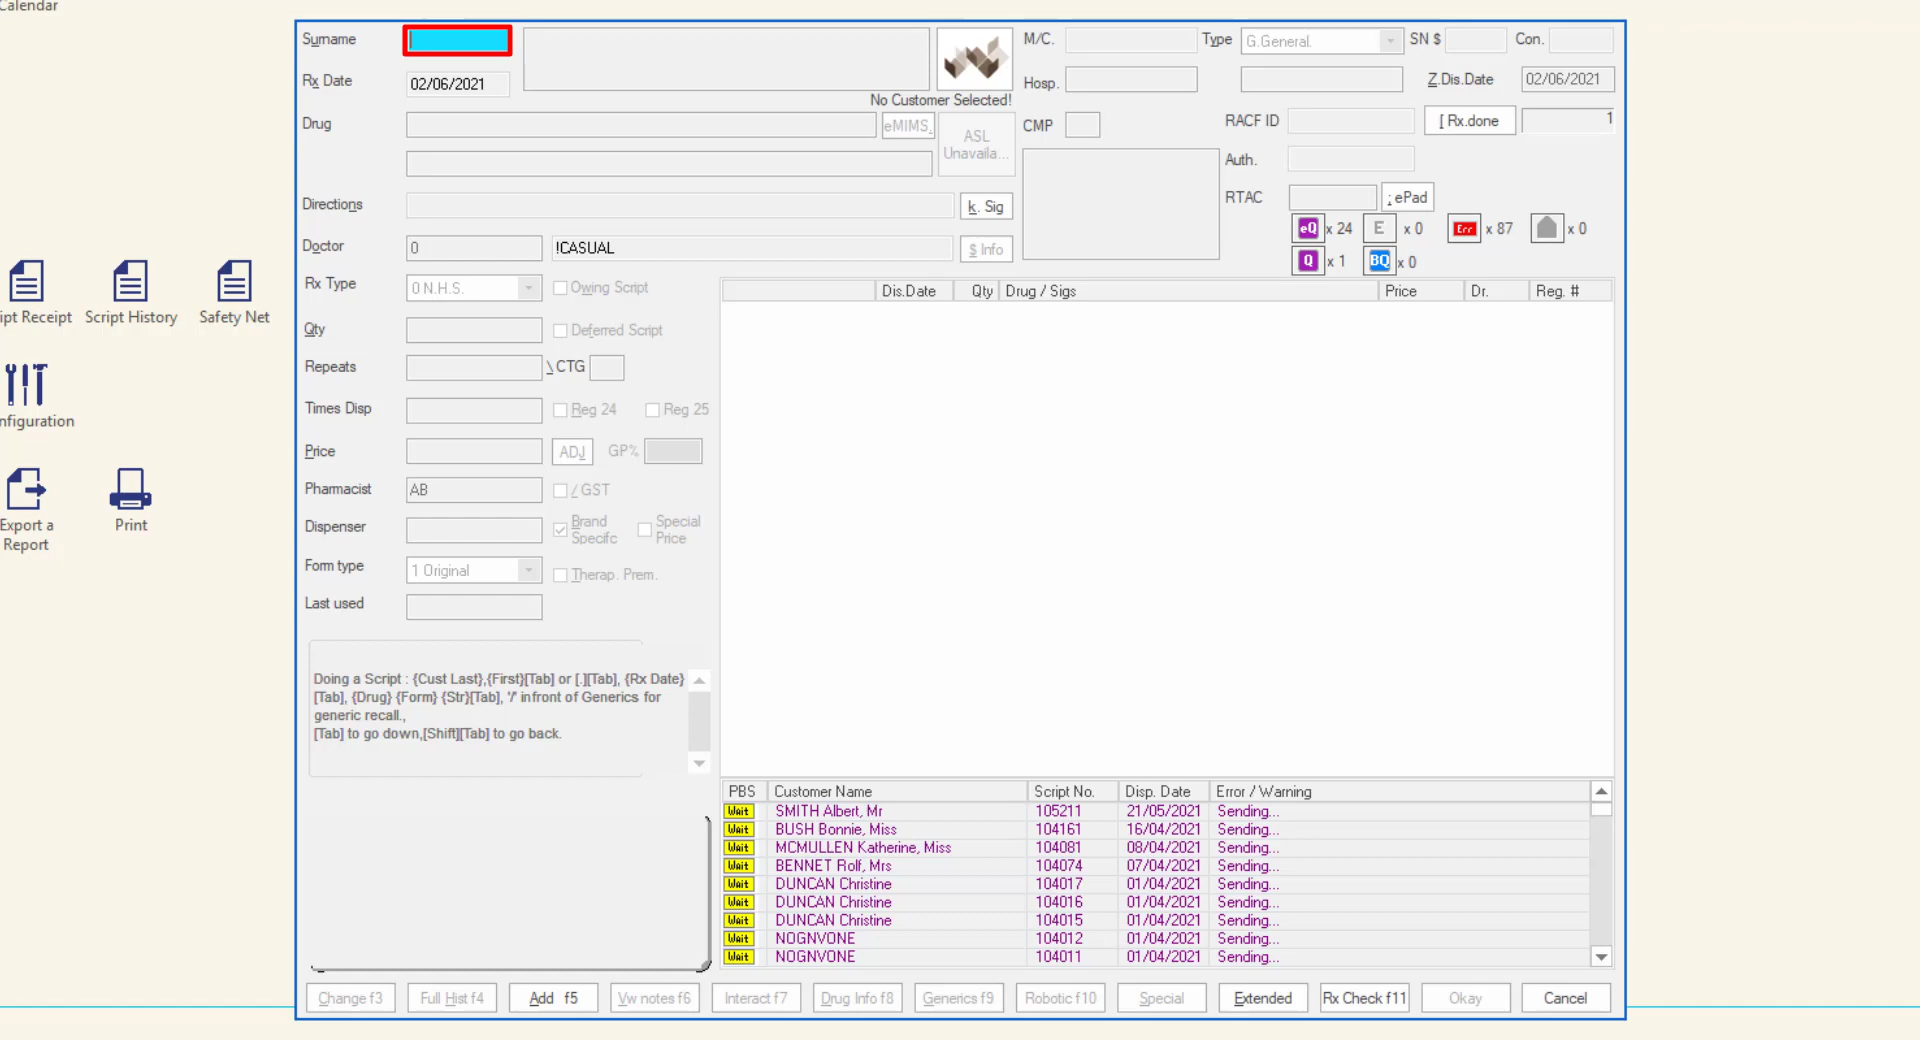 Calendar
Surname
M/C.
Type
G.General.
SN $
Con.
Rx Date
02/06/2021
Hosp.
Z.Dis.Date
02/06/2021
No Customer Selected!
Drug
eMIMS.
ASL
Unavaila...
CMP
RACF ID
[ Rx.done
1
Auth.
Directions
k. Sig
RTAC
; ePad
eQ x 24
E x 0
Err x 87
x 0
Doctor
0
!CASUAL
$ Info
Q x 1
BQ x 0
Rx Type
0 N.H.S.
Owing Script
Dis.Date
Qty
Drug / Sigs
Price
Dr.
Reg. #
ipt Receipt
Script History
Safety Net
Qty
Deferred Script
Repeats
\ CTG
Times Disp
Reg 24
Reg 25
nfiguration
Price
ADJ
GP%
Pharmacist
AB
/ GST
Export a
Report
Print
Dispenser
Brand
Specifc
Special
Price
Form type
1 Original
Therap. Prem.
Last used
Doing a Script : {Cust Last},{First}[Tab] or [.][Tab], {Rx Date}
[Tab], {Drug} {Form} {Str}[Tab], '/' infront of Generics for
generic recall.,
[Tab] to go down,[Shift][Tab] to go back.
PBS Customer Name Script No. Disp. Date Error / Warning
Wait SMITH Albert, Mr 105211 21/05/2021 Sending...
Wait BUSH Bonnie, Miss 104161 16/04/2021 Sending...
Wait MCMULLEN Katherine, Miss 104081 08/04/2021 Sending...
Wait BENNET Rolf, Mrs 104074 07/04/2021 Sending...
Wait DUNCAN Christine 104017 01/04/2021 Sending...
Wait DUNCAN Christine 104016 01/04/2021 Sending...
Wait DUNCAN Christine 104015 01/04/2021 Sending...
Wait NOGNVONE 104012 01/04/2021 Sending...
Wait NOGNVONE 104011 01/04/2021 Sending...
Change f3
Full Hist f4
Add f5
Vw notes f6
Interact f7
Drug Info f8
Generics f9
Robotic f10
Special
Extended
Rx Check f11
Okay
Cancel